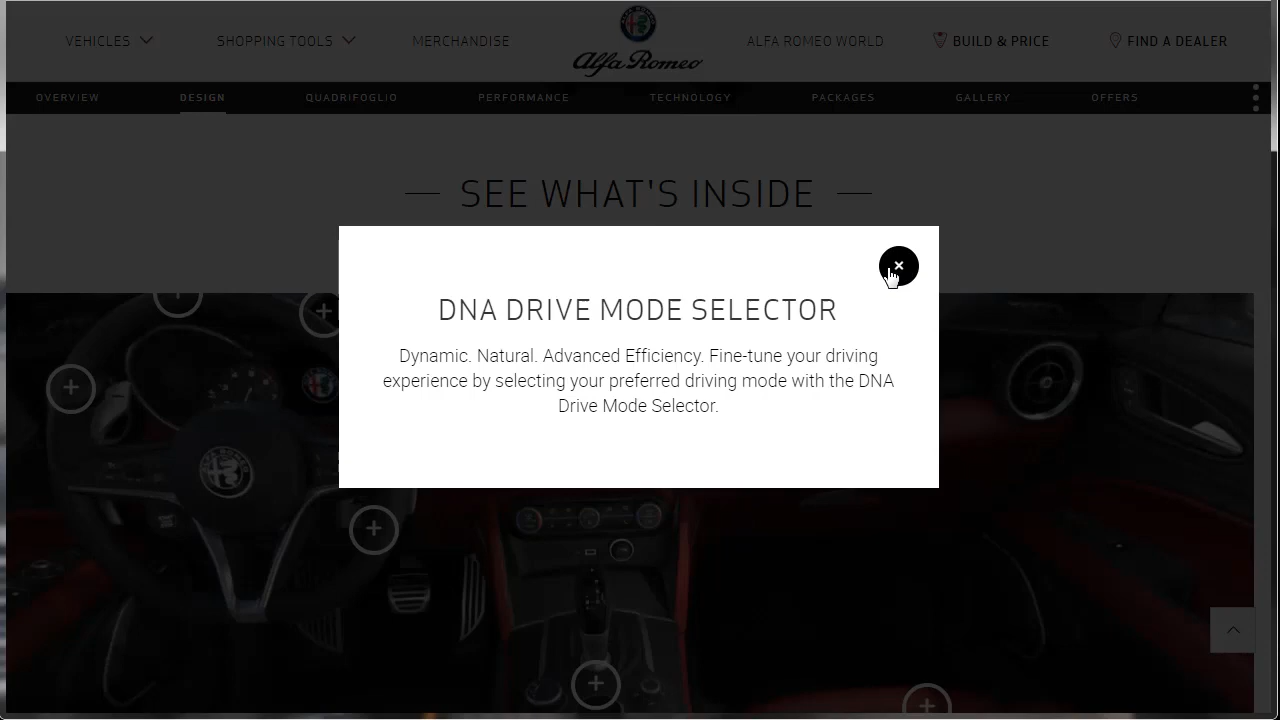 VEHICLES
SHOPPING TOOLS
MERCHANDISE
Alfa Romeo
ALFA ROMEO WORLD
BUILD & PRICE
FIND A DEALER
OVERVIEW
DESIGN
QUADRIFOGLIO
PERFORMANCE
TECHNOLOGY
PACKAGES
GALLERY
OFFERS
SEE WHAT'S INSIDE
DNA DRIVE MODE SELECTOR
Dynamic. Natural. Advanced Efficiency. Fine-tune your driving
experience by selecting your preferred driving mode with the DNA
Drive Mode Selector.
ALFA ROMEO